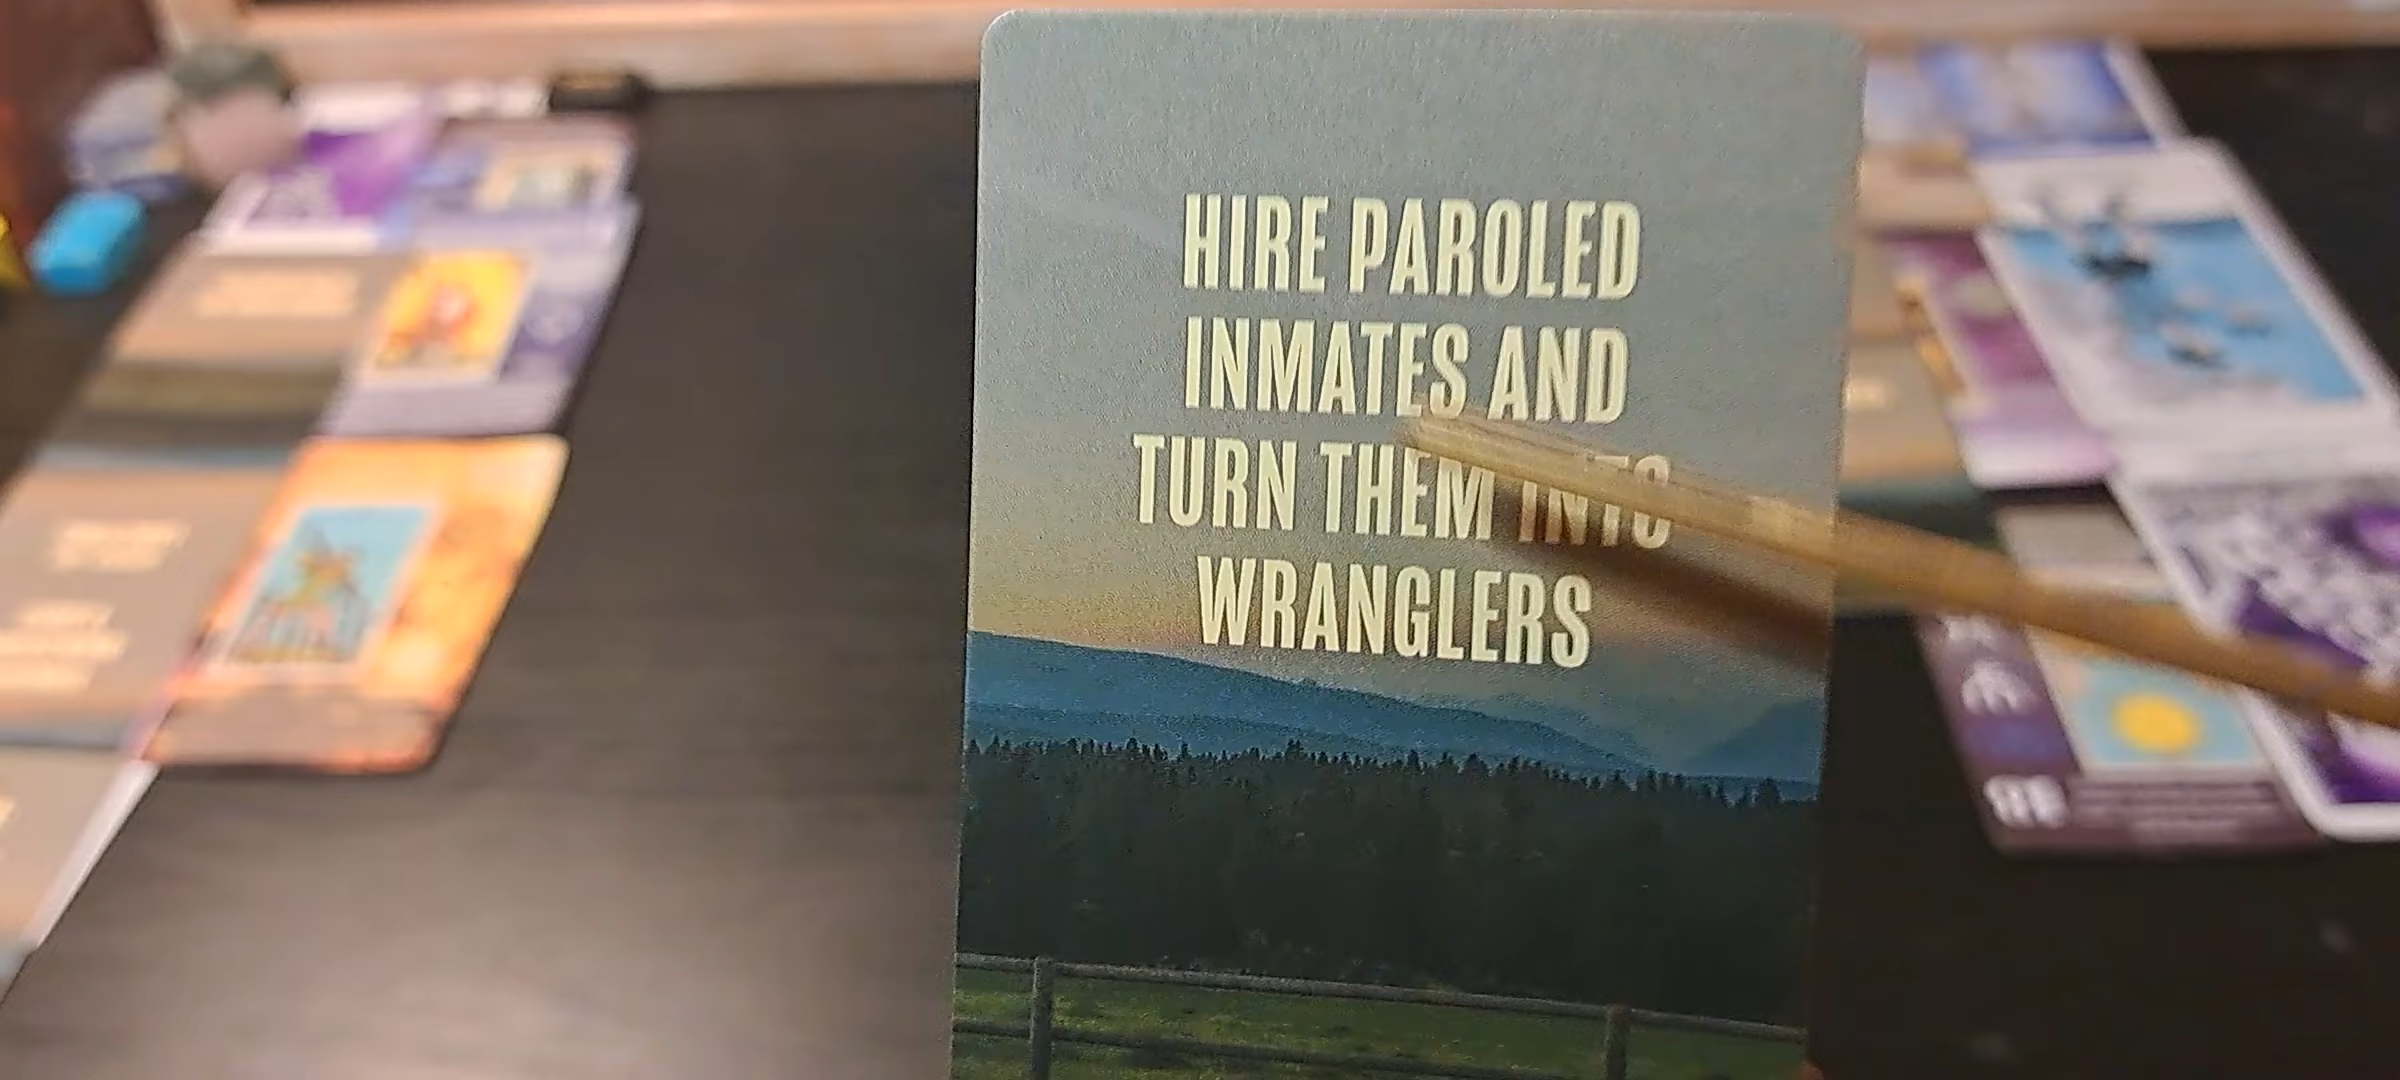 HIRE PAROLED
INMATES AND
TURN THEM INTO
WRANGLERS